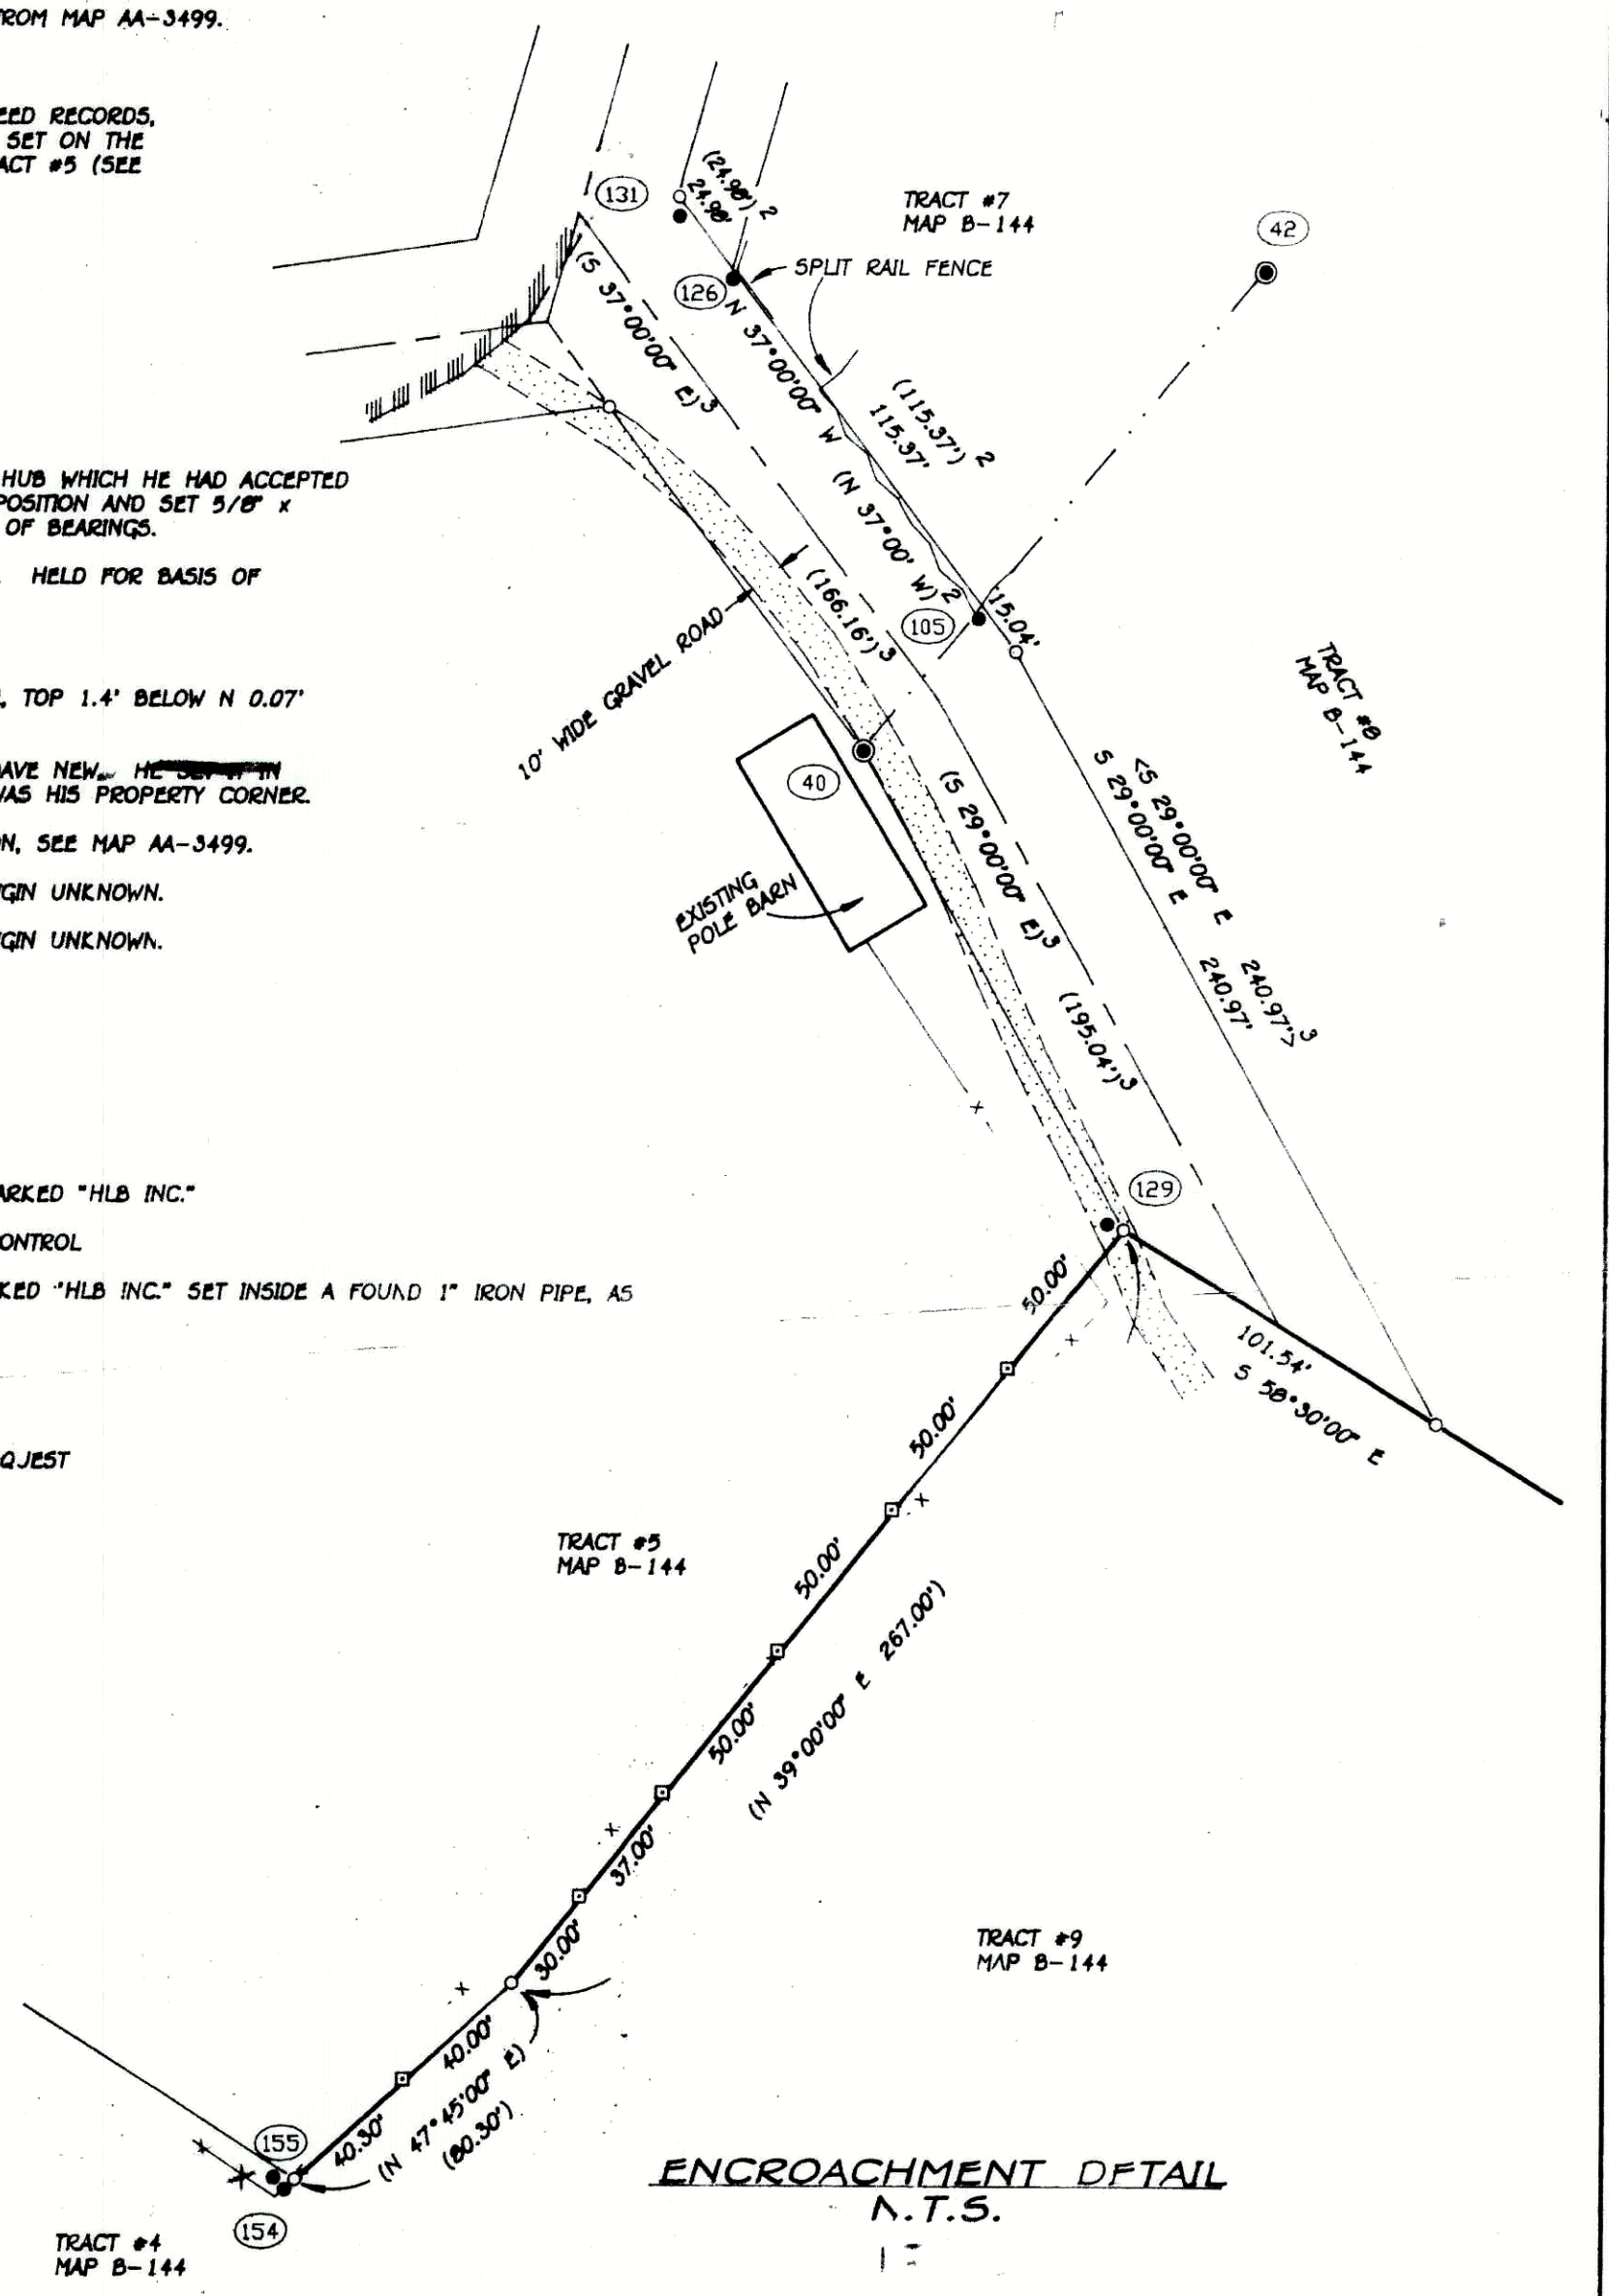 ROM MAP AA-3499.
EED RECORDS,
SET ON THE
ACT #5 (SEE
HUB WHICH HE HAD ACCEPTED
POSITION AND SET 5/8" x
OF BEARINGS.
HELD FOR BASIS OF
, TOP 1.4' BELOW N 0.07'
AVE NEW. HE
WAS HIS PROPERTY CORNER.
ON, SEE MAP AA-3499.
GIN UNKNOWN.
GIN UNKNOWN.
ARKED "HLB INC."
ONTROL
KED "HLB INC." SET INSIDE A FOUND 1" IRON PIPE, AS
QUEST
131
(24.98')2
24.98'
TRACT #7
MAP B-144
42
SPLIT RAIL FENCE
126
(S 37°00'00" E)3
N 37°00'00" W
(N 37°00' W)2
(115.37')2
115.37'
(166.16')3
105
15.04'
10' WIDE GRAVEL ROAD
TRACT #8
MAP B-144
40
EXISTING
POLE BARN
(S 29°00'00" E)3
(195.04')3
<S 29°00'00" E 240.97'>3
S 29°00'00" E 240.97'
129
101.54'
S 58°30'00" E
50.00'
50.00'
50.00'
50.00'
37.00'
30.00'
40.00'
40.30'
TRACT #5
MAP B-144
(N 39°00'00" E 267.00')
TRACT #9
MAP B-144
(N 47°45'00" E)
(80.30')
155
154
TRACT #4
MAP B-144
ENCROACHMENT DETAIL
N.T.S.